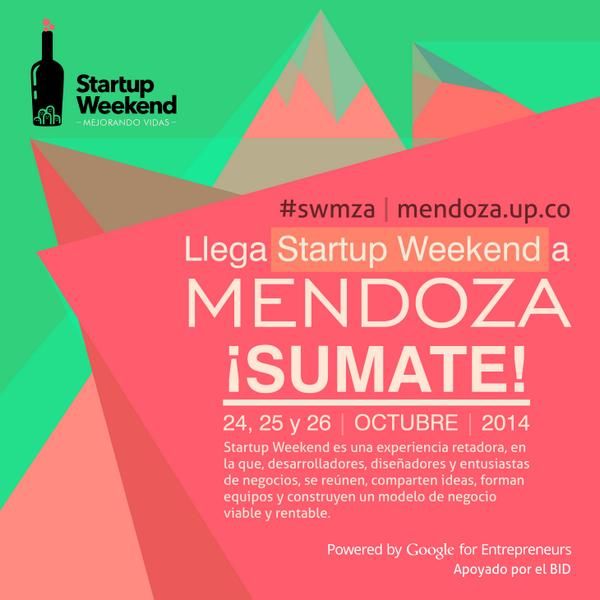 Startup
Weekend
– MEJORANDO VIDAS –
#swmza | mendoza.up.co
Llega Startup Weekend a
MENDOZA
¡SUMATE!
24, 25 y 26 | OCTUBRE | 2014
Startup Weekend es una experiencia retadora, en
la que, desarrolladores, diseñadores y entusiastas
de negocios, se reúnen, comparten ideas, forman
equipos y construyen un modelo de negocio
viable y rentable.
Powered by Google for Entrepreneurs
Apoyado por el BID